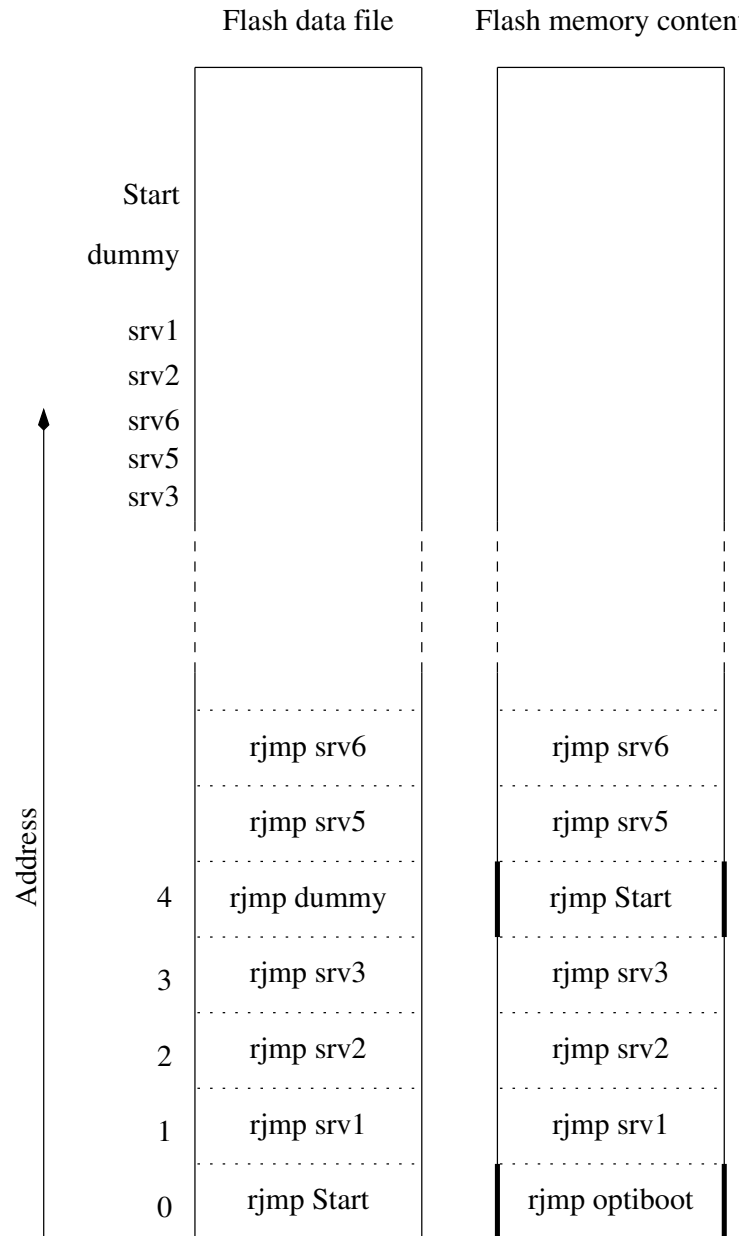 Flash data file Flash memory conten
Start
dummy
srv1
srv2
srv6
srv5
srv3
rjmp srv6 rjmp srv6
rjmp srv5 rjmp srv5
4 rjmp dummy rjmp Start
3 rjmp srv3 rjmp srv3
2 rjmp srv2 rjmp srv2
1 rjmp srv1 rjmp srv1
0 rjmp Start rjmp optiboot
Address